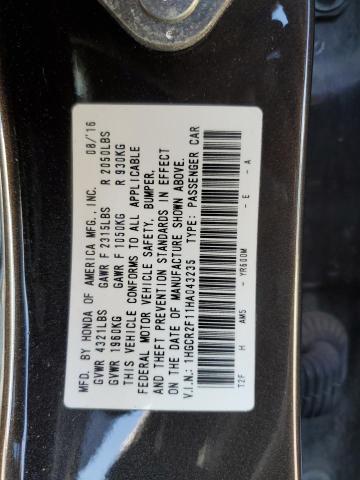 MFD. BY HONDA OF AMERICA MFG., INC. 08/'16
GVWR 4321LBS GAWR F 2315LBS R 2050LBS
GVWR 1960KG GAWR F 1050KG R 930KG
THIS VEHICLE CONFORMS TO ALL APPLICABLE
FEDERAL MOTOR VEHICLE SAFETY, BUMPER,
AND THEFT PREVENTION STANDARDS IN EFFECT
ON THE DATE OF MANUFACTURE SHOWN ABOVE.
V.I.N.: 1HGCR2F11HA043235 TYPE: PASSENGER CAR
T2F H AM5 - YR600M - E - A